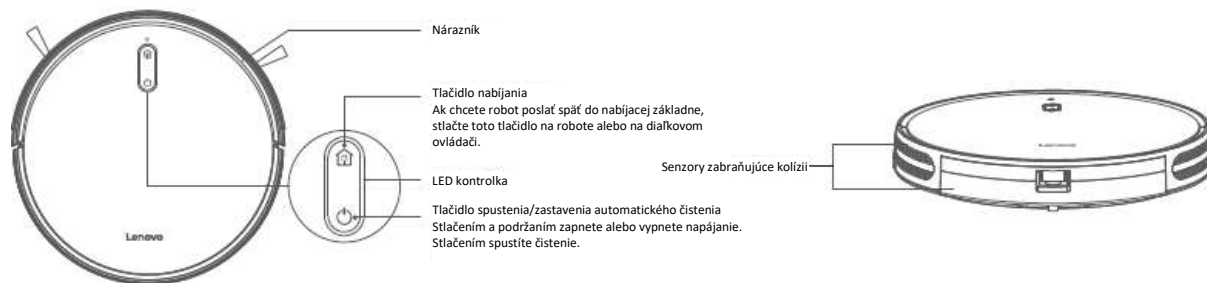 Nárazník
Tlačidlo nabíjania
Ak chcete robot poslať späť do nabíjacej základne,
stlačte toto tlačidlo na robote alebo na diaľkovom
ovládači.
LED kontrolka
Tlačidlo spustenia/zastavenia automatického čistenia
Stlačením a podržaním zapnete alebo vypnete napájanie.
Stlačením spustíte čistenie.
Lenovo
Senzory zabraňujúce kolízii
Lenovo